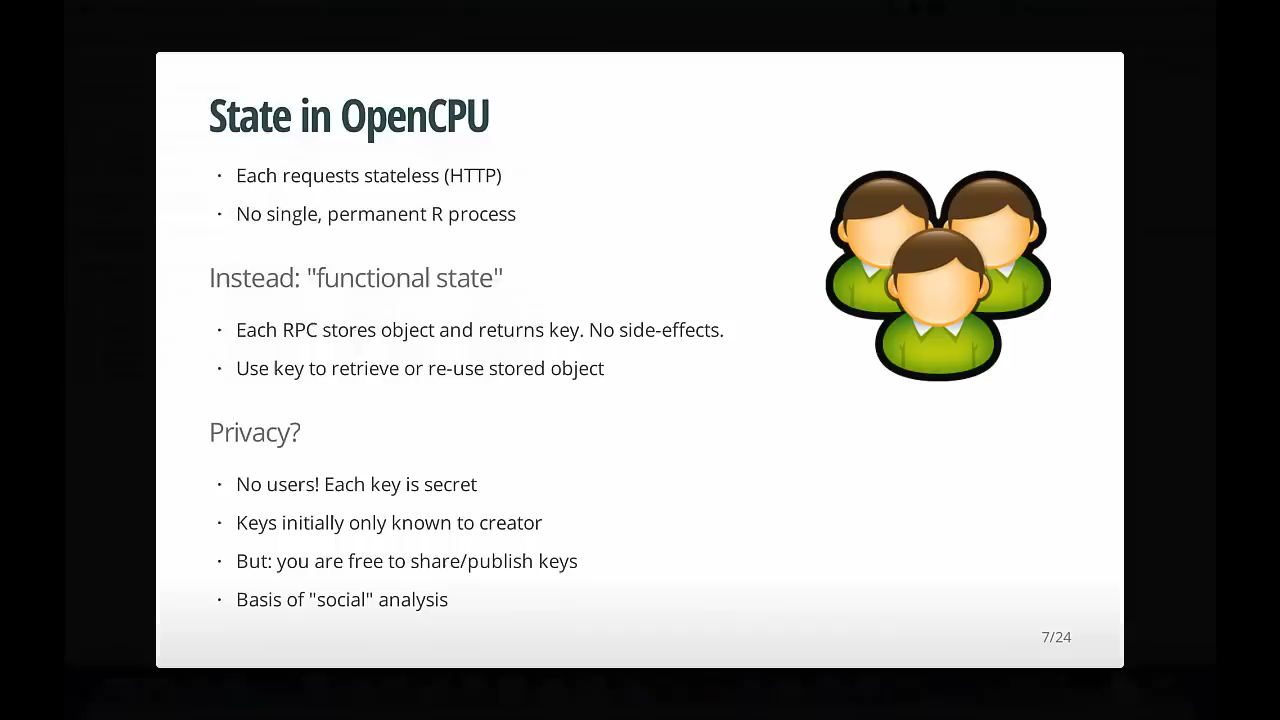 State in OpenCPU
· Each requests stateless (HTTP)
· No single, permanent R process
Instead: "functional state"
· Each RPC stores object and returns key. No side-effects.
· Use key to retrieve or re-use stored object
Privacy?
· No users! Each key is secret
· Keys initially only known to creator
· But: you are free to share/publish keys
· Basis of "social" analysis
7/24